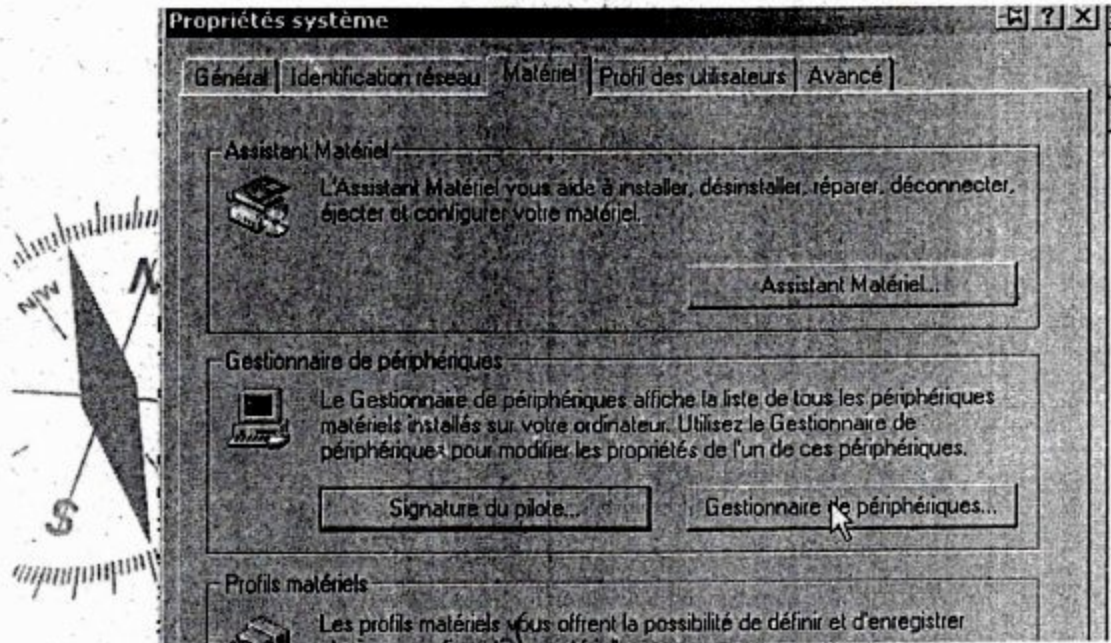 Propriétés système
Général
Identification réseau
Matériel
Profil des utilisateurs
Avancé
Assistant Matériel
L'Assistant Matériel vous aide à installer, désinstaller, réparer, déconnecter,
éjecter et configurer votre matériel.
Assistant Matériel...
NW
N
S
Gestionnaire de périphériques
Le Gestionnaire de périphériques affiche la liste de tous les périphériques
matériels installés sur votre ordinateur. Utilisez le Gestionnaire de
périphériques pour modifier les propriétés de l'un de ces périphériques.
Signature du pilote...
Gestionnaire de périphériques...
Profils matériels
Les profils matériels vous offrent la possibilité de définir et d'enregistrer